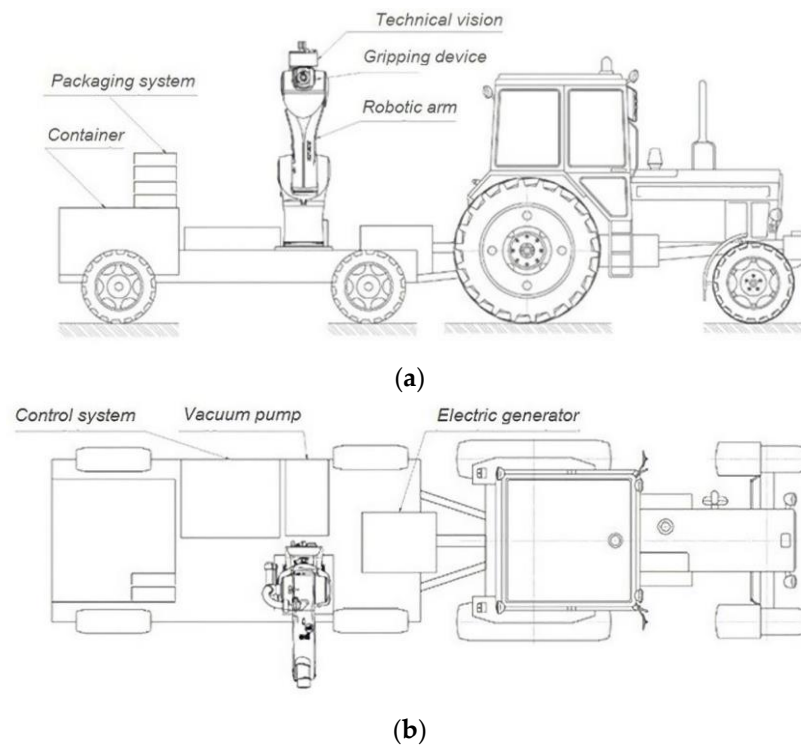 Technical vision
Gripping device
Packaging system
Robotic arm
Container
(a)
Control system
Vacuum pump
Electric generator
(b)